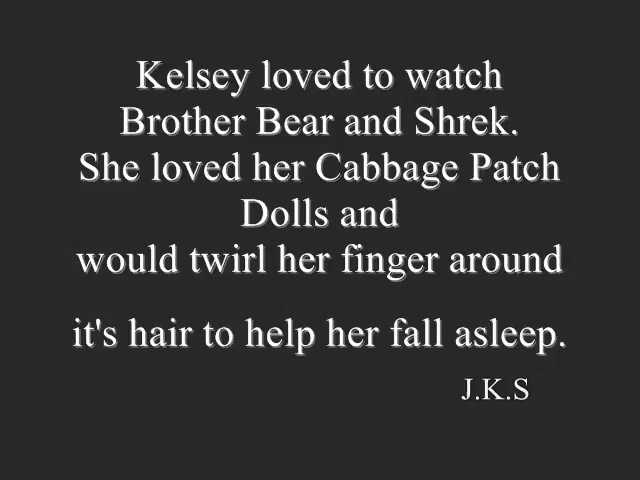 Kelsey loved to watch
Brother Bear and Shrek.
She loved her Cabbage Patch
Dolls and
would twirl her finger around
it's hair to help her fall asleep.
J.K.S